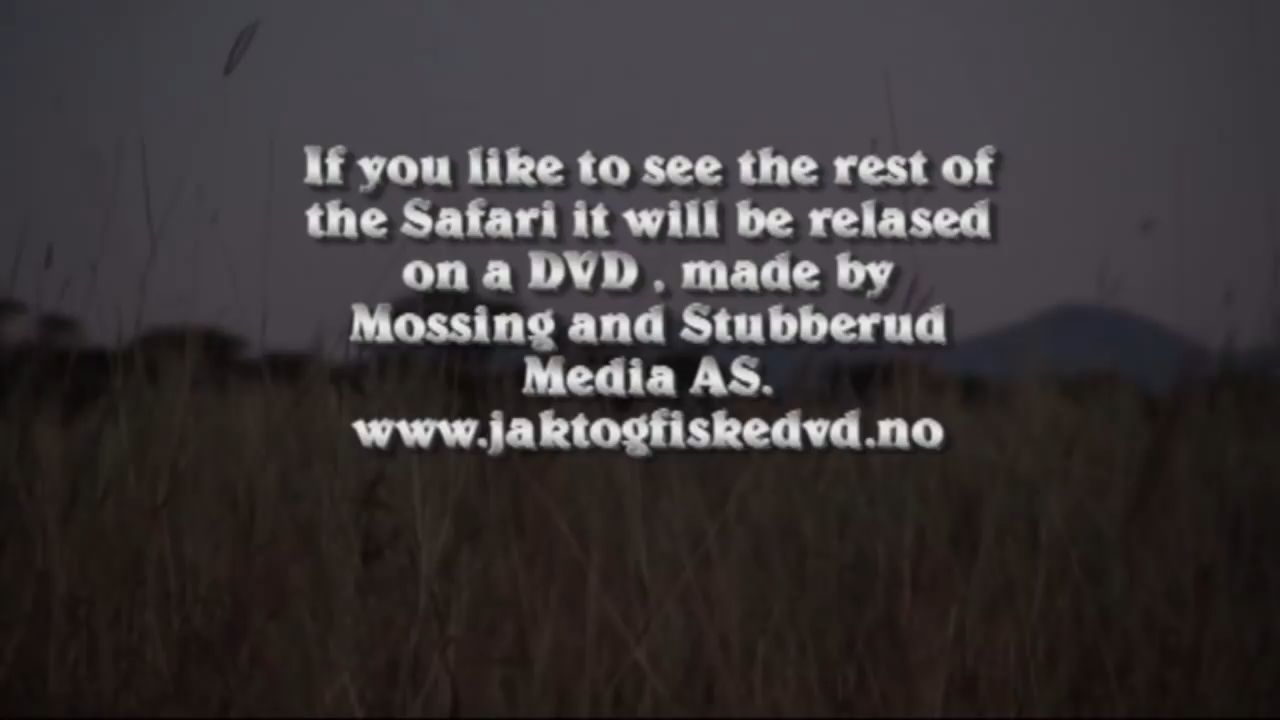 If you like to see the rest of
the Safari it will be relased
on a DVD , made by
Mossing and Stubberud
Media AS.
www.jaktogfiskedvd.no